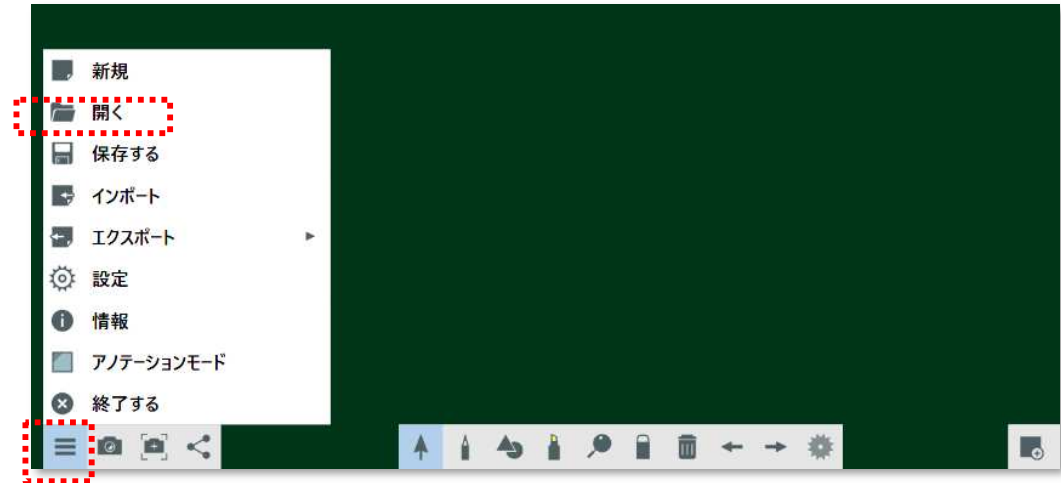 新規
開く
保存する
インポート
エクスポート
設定
情報
アノテーションモード
終了する